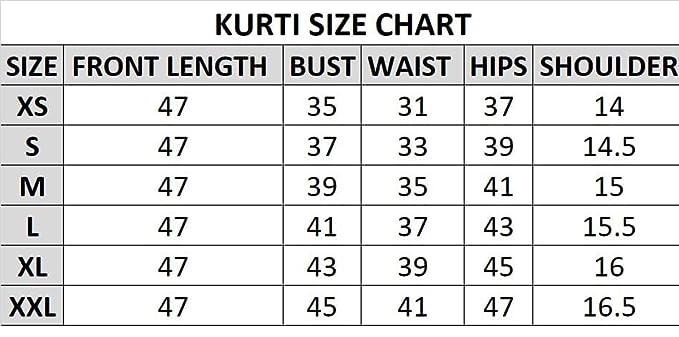 KURTI SIZE CHART
SIZE FRONT LENGTH BUST WAIST HIPS SHOULDER
XS 47 35 31 37 14
S 47 37 33 39 14.5
M 47 39 35 41 15
L 47 41 37 43 15.5
XL 47 43 39 45 16
XXL 47 45 41 47 16.5